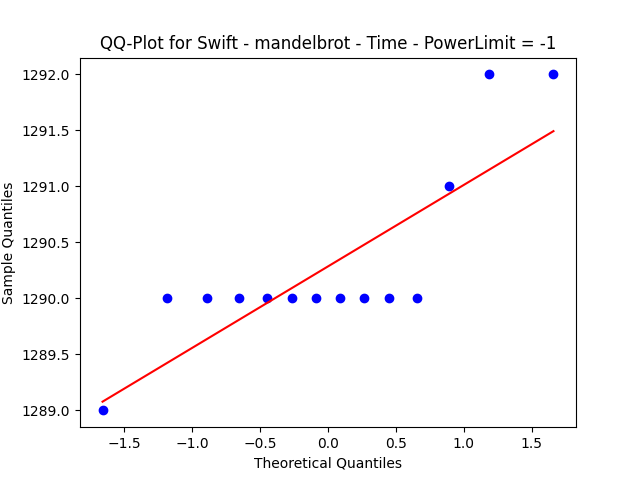 QQ-Plot for Swift - mandelbrot - Time - PowerLimit = -1
Sample Quantiles
1292.0
1291.5
1291.0
1290.5
1290.0
1289.5
1289.0
−1.5 −1.0 −0.5 0.0 0.5 1.0 1.5
Theoretical Quantiles